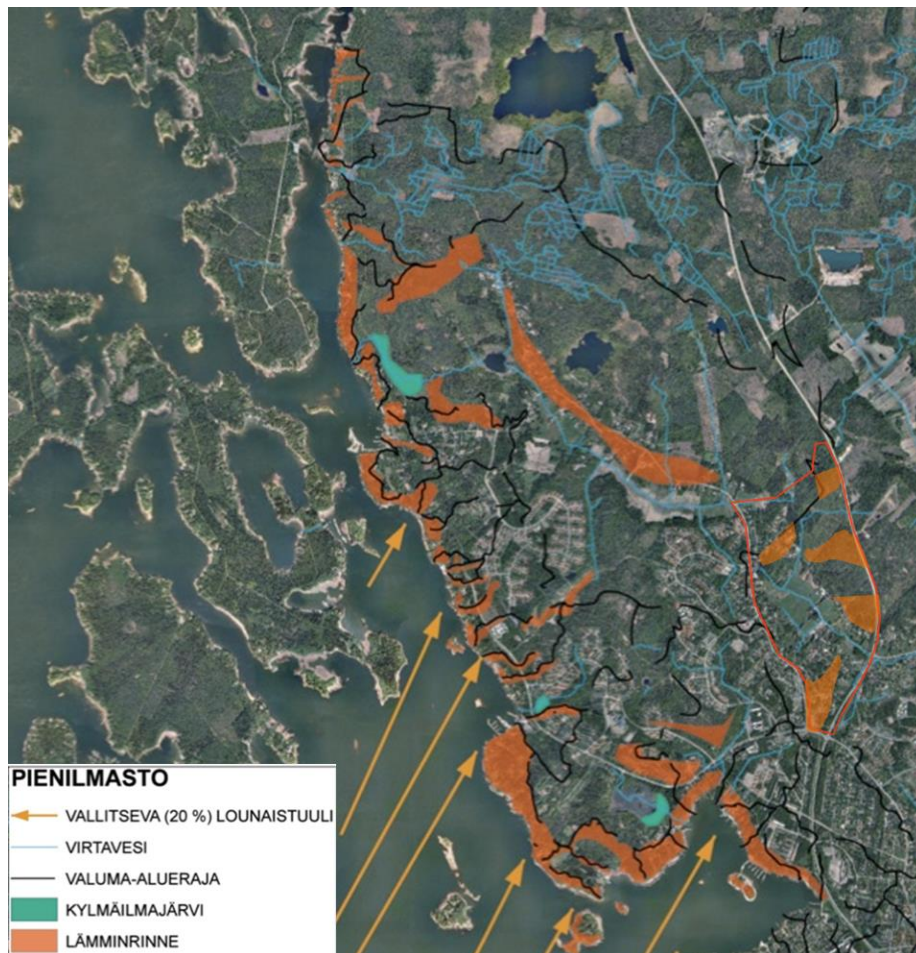 PIENILMASTO
VALLITSEVA (20 %) LOUNAISTUULI
VIRTAVESI
VALUMA-ALUERAJA
KYLMÄILMAJÄRVI
LÄMMINRINNE